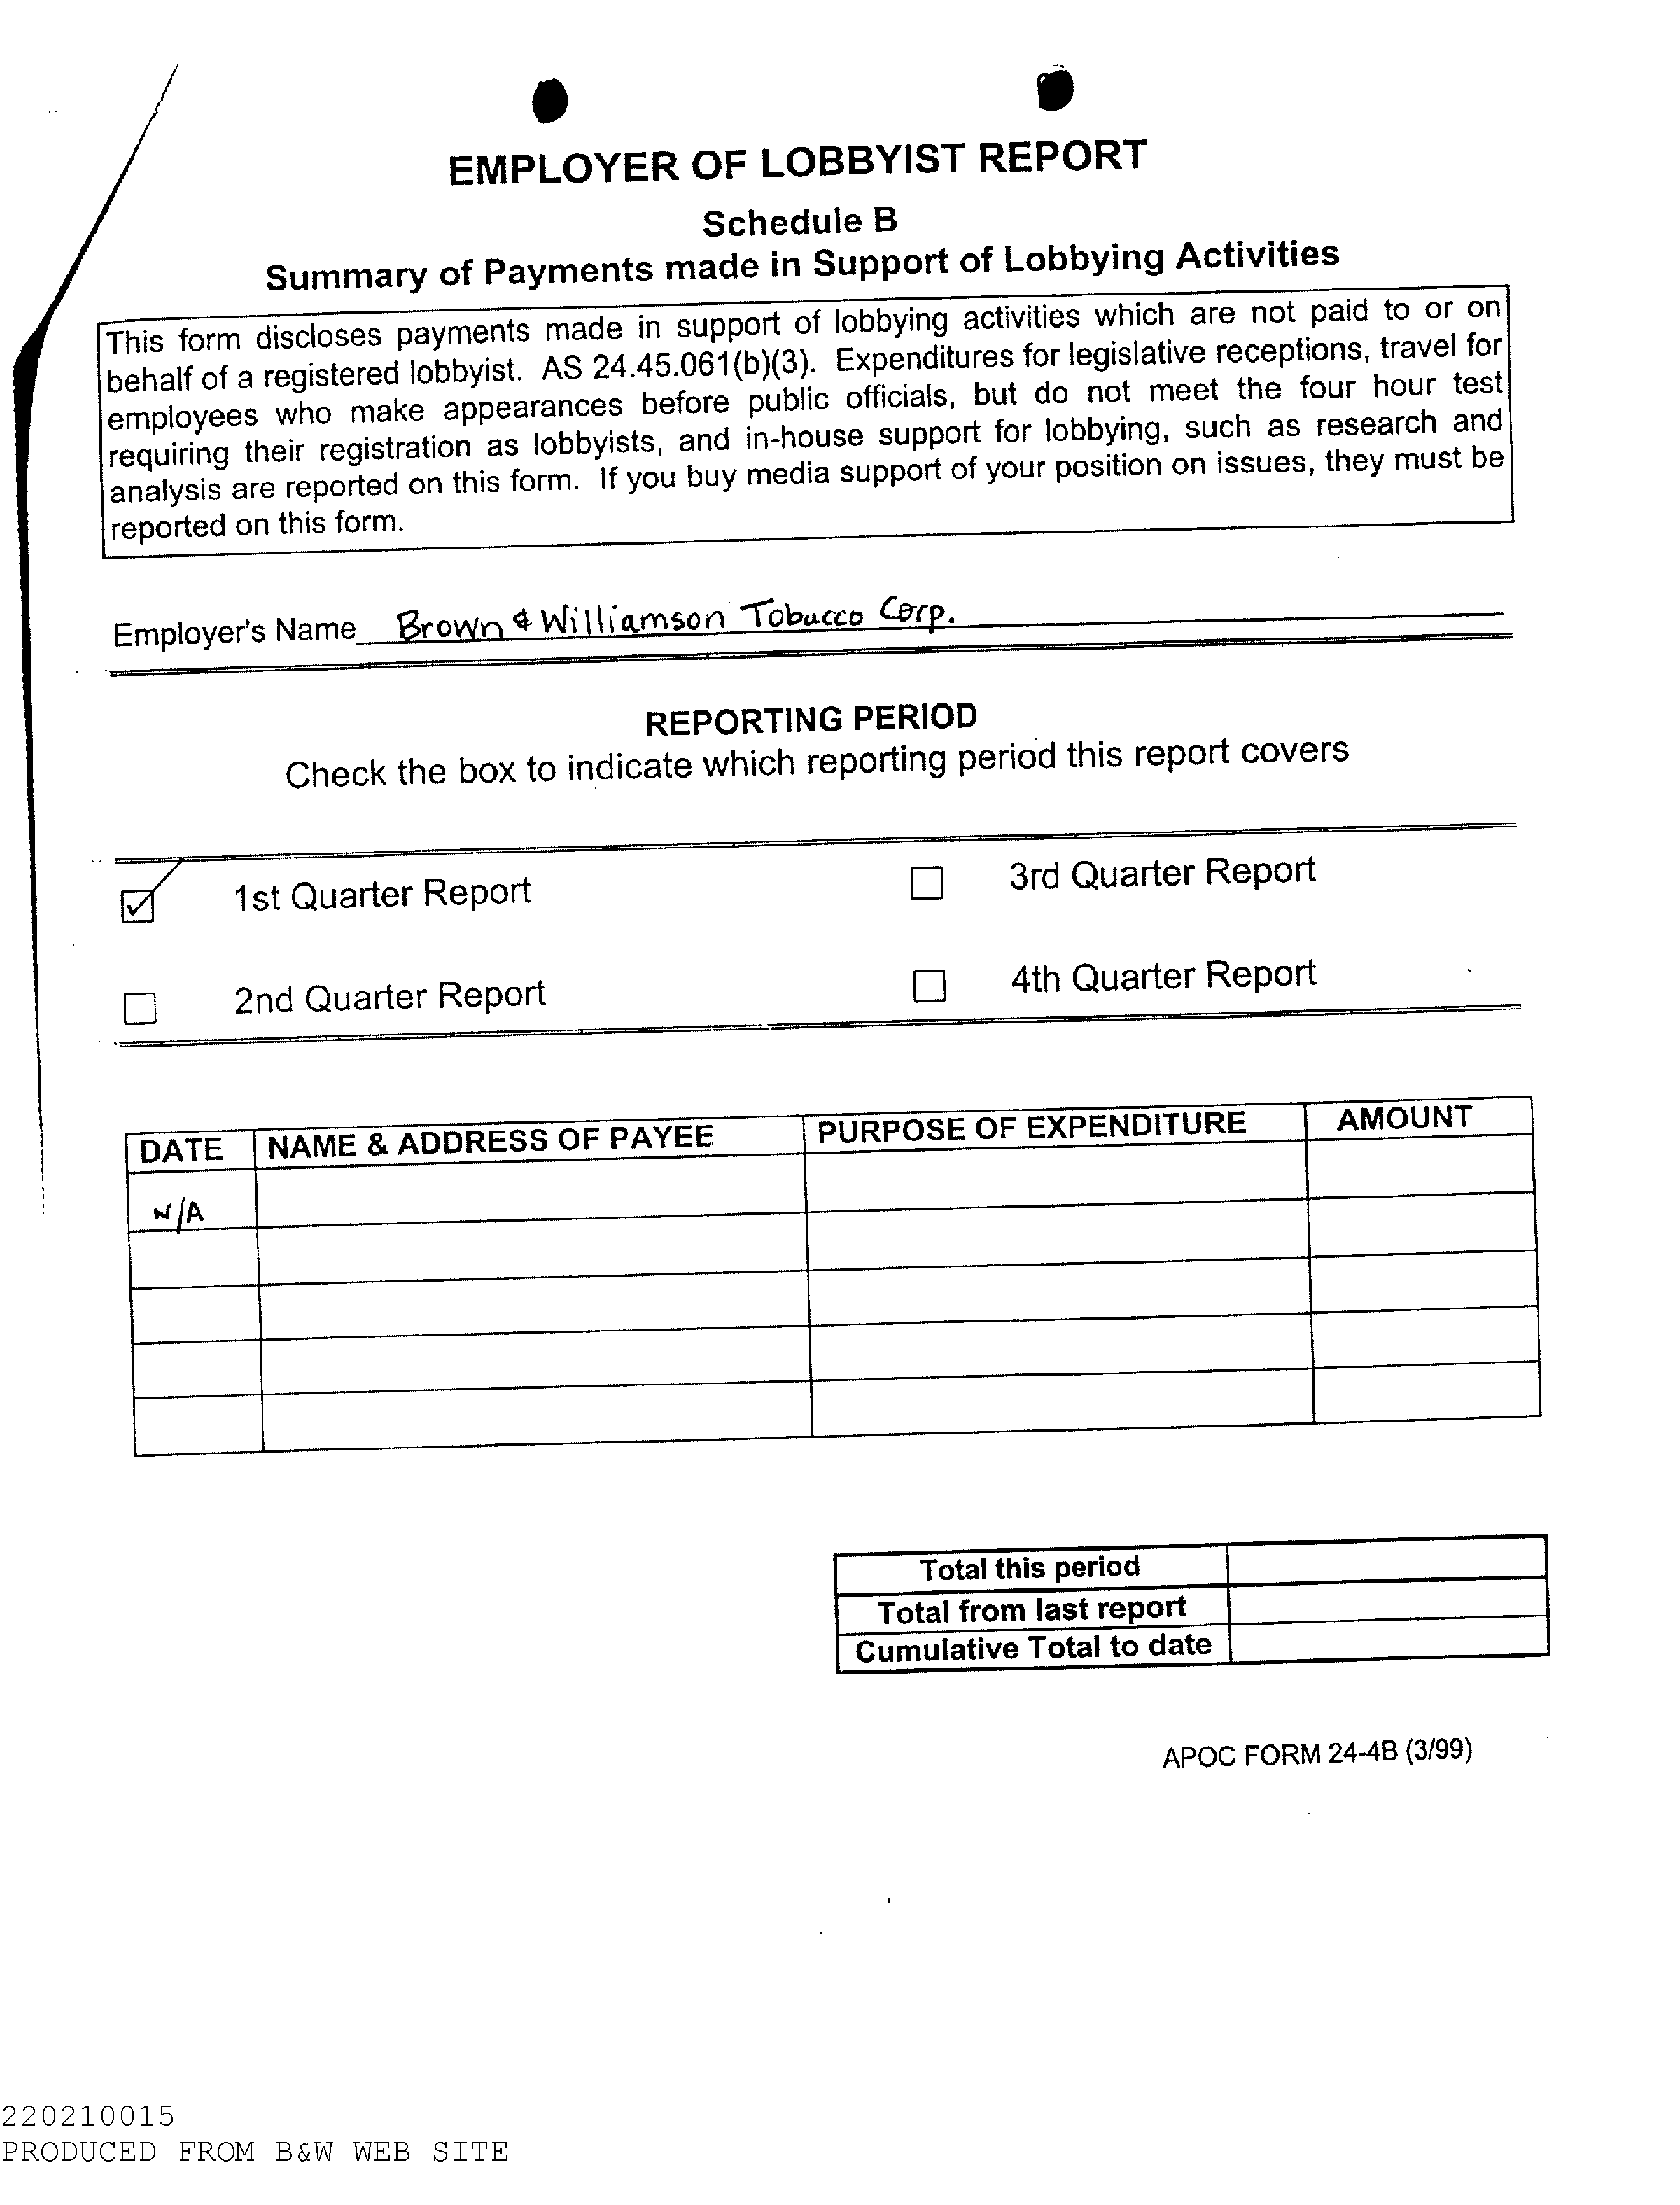 EMPLOYER OF LOBBYIST REPORT
Schedule B
Summary of Payments made in Support of Lobbying Activities
This form discloses payments made in support of lobbying activities which are not paid to or on
behalf of a registered lobbyist. AS 24.45.061(b)(3). Expenditures for legislative receptions, travel for
employees who make appearances before public officials, but do not meet the four hour test
requiring their registration as lobbyists, and in-house support for lobbying, such as research and
analysis are reported on this form. If you buy media support of your position on issues, they must be
reported on this form.
Employer's Name Brown & Williamson Tobacco Corp.
REPORTING PERIOD
Check the box to indicate which reporting period this report covers
☑ 1st Quarter Report ☐ 3rd Quarter Report
☐ 2nd Quarter Report ☐ 4th Quarter Report
DATE NAME & ADDRESS OF PAYEE PURPOSE OF EXPENDITURE AMOUNT
N/A
Total this period
Total from last report
Cumulative Total to date
APOC FORM 24-4B (3/99)
220210015
PRODUCED FROM B&W WEB SITE